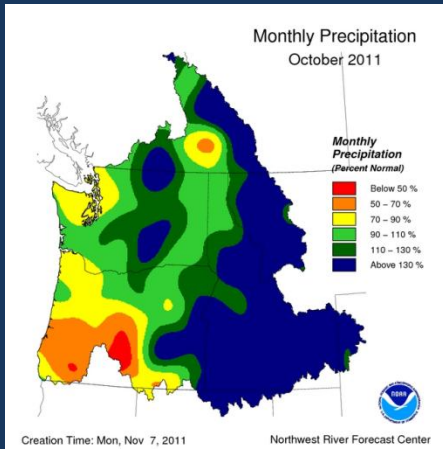 Monthly Precipitation
October 2011
Monthly
Precipitation
(Percent Normal)
Below 50 %
50 - 70 %
70 - 90 %
90 - 110 %
110 - 130 %
Above 130 %
NOAA
Creation Time: Mon, Nov 7, 2011
Northwest River Forecast Center